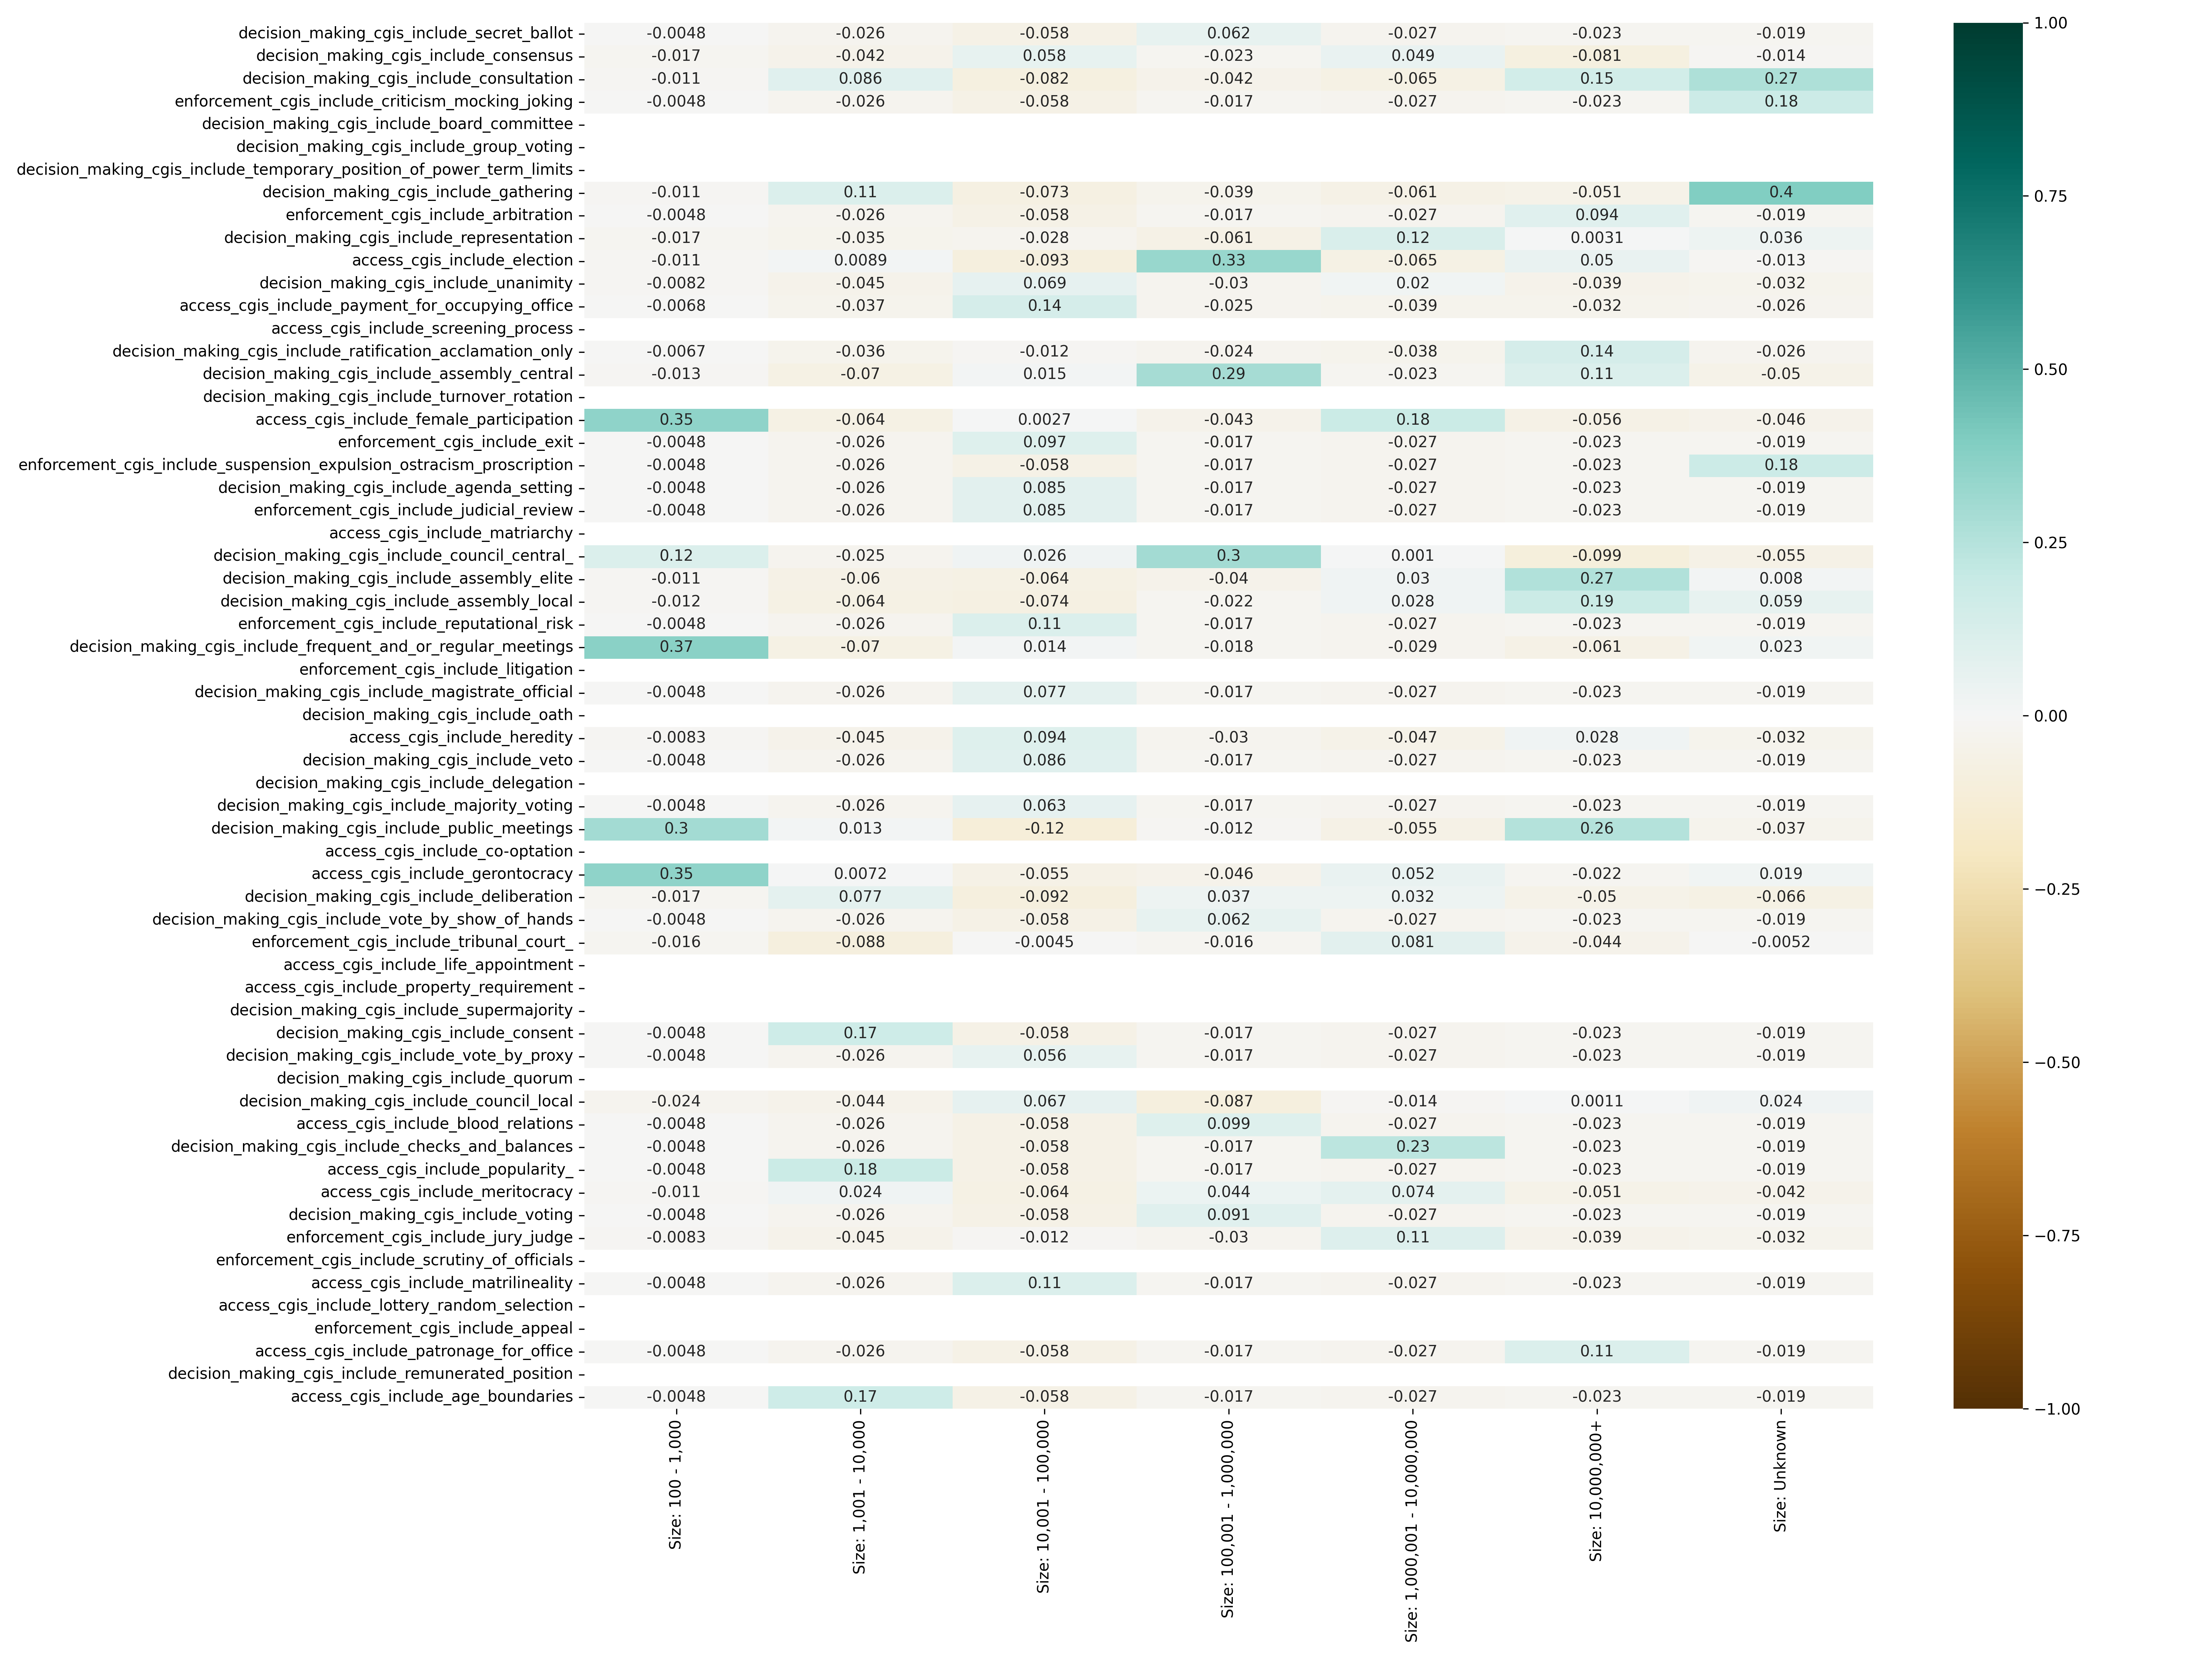 decision_making_cgis_include_secret_ballot -0.0048 -0.026 -0.058 0.062 -0.027 -0.023 -0.019
decision_making_cgis_include_consensus -0.017 -0.042 0.058 -0.023 0.049 -0.081 -0.014
decision_making_cgis_include_consultation -0.011 0.086 -0.082 -0.042 -0.065 0.15 0.27
enforcement_cgis_include_criticism_mocking_joking -0.0048 -0.026 -0.058 -0.017 -0.027 -0.023 0.18
decision_making_cgis_include_board_committee
decision_making_cgis_include_group_voting
decision_making_cgis_include_temporary_position_of_power_term_limits
decision_making_cgis_include_gathering -0.011 0.11 -0.073 -0.039 -0.061 -0.051 0.4
enforcement_cgis_include_arbitration -0.0048 -0.026 -0.058 -0.017 -0.027 0.094 -0.019
decision_making_cgis_include_representation -0.017 -0.035 -0.028 -0.061 0.12 0.0031 0.036
access_cgis_include_election -0.011 0.0089 -0.093 0.33 -0.065 0.05 -0.013
decision_making_cgis_include_unanimity -0.0082 -0.045 0.069 -0.03 0.02 -0.039 -0.032
access_cgis_include_payment_for_occupying_office -0.0068 -0.037 0.14 -0.025 -0.039 -0.032 -0.026
access_cgis_include_screening_process
decision_making_cgis_include_ratification_acclamation_only -0.0067 -0.036 -0.012 -0.024 -0.038 0.14 -0.026
decision_making_cgis_include_assembly_central -0.013 -0.07 0.015 0.29 -0.023 0.11 -0.05
decision_making_cgis_include_turnover_rotation
access_cgis_include_female_participation 0.35 -0.064 0.0027 -0.043 0.18 -0.056 -0.046
enforcement_cgis_include_exit -0.0048 -0.026 0.097 -0.017 -0.027 -0.023 -0.019
enforcement_cgis_include_suspension_expulsion_ostracism_proscription -0.0048 -0.026 -0.058 -0.017 -0.027 -0.023 0.18
decision_making_cgis_include_agenda_setting -0.0048 -0.026 0.085 -0.017 -0.027 -0.023 -0.019
enforcement_cgis_include_judicial_review -0.0048 -0.026 0.085 -0.017 -0.027 -0.023 -0.019
access_cgis_include_matriarchy
decision_making_cgis_include_council_central_ 0.12 -0.025 0.026 0.3 0.001 -0.099 -0.055
decision_making_cgis_include_assembly_elite -0.011 -0.06 -0.064 -0.04 0.03 0.27 0.008
decision_making_cgis_include_assembly_local -0.012 -0.064 -0.074 -0.022 0.028 0.19 0.059
enforcement_cgis_include_reputational_risk -0.0048 -0.026 0.11 -0.017 -0.027 -0.023 -0.019
decision_making_cgis_include_frequent_and_or_regular_meetings 0.37 -0.07 0.014 -0.018 -0.029 -0.061 0.023
enforcement_cgis_include_litigation
decision_making_cgis_include_magistrate_official -0.0048 -0.026 0.077 -0.017 -0.027 -0.023 -0.019
decision_making_cgis_include_oath
access_cgis_include_heredity -0.0083 -0.045 0.094 -0.03 -0.047 0.028 -0.032
decision_making_cgis_include_veto -0.0048 -0.026 0.086 -0.017 -0.027 -0.023 -0.019
decision_making_cgis_include_delegation
decision_making_cgis_include_majority_voting -0.0048 -0.026 0.063 -0.017 -0.027 -0.023 -0.019
decision_making_cgis_include_public_meetings 0.3 0.013 -0.12 -0.012 -0.055 0.26 -0.037
access_cgis_include_co-optation
access_cgis_include_gerontocracy 0.35 0.0072 -0.055 -0.046 0.052 -0.022 0.019
decision_making_cgis_include_deliberation -0.017 0.077 -0.092 0.037 0.032 -0.05 -0.066
decision_making_cgis_include_vote_by_show_of_hands -0.0048 -0.026 -0.058 0.062 -0.027 -0.023 -0.019
enforcement_cgis_include_tribunal_court_ -0.016 -0.088 -0.0045 -0.016 0.081 -0.044 -0.0052
access_cgis_include_life_appointment
access_cgis_include_property_requirement
decision_making_cgis_include_supermajority
decision_making_cgis_include_consent -0.0048 0.17 -0.058 -0.017 -0.027 -0.023 -0.019
decision_making_cgis_include_vote_by_proxy -0.0048 -0.026 0.056 -0.017 -0.027 -0.023 -0.019
decision_making_cgis_include_quorum
decision_making_cgis_include_council_local -0.024 -0.044 0.067 -0.087 -0.014 0.0011 0.024
access_cgis_include_blood_relations -0.0048 -0.026 -0.058 0.099 -0.027 -0.023 -0.019
decision_making_cgis_include_checks_and_balances -0.0048 -0.026 -0.058 -0.017 0.23 -0.023 -0.019
access_cgis_include_popularity_ -0.0048 0.18 -0.058 -0.017 -0.027 -0.023 -0.019
access_cgis_include_meritocracy -0.011 0.024 -0.064 0.044 0.074 -0.051 -0.042
decision_making_cgis_include_voting -0.0048 -0.026 -0.058 0.091 -0.027 -0.023 -0.019
enforcement_cgis_include_jury_judge -0.0083 -0.045 -0.012 -0.03 0.11 -0.039 -0.032
enforcement_cgis_include_scrutiny_of_officials
access_cgis_include_matrilineality -0.0048 -0.026 0.11 -0.017 -0.027 -0.023 -0.019
access_cgis_include_lottery_random_selection
enforcement_cgis_include_appeal
access_cgis_include_patronage_for_office -0.0048 -0.026 -0.058 -0.017 -0.027 0.11 -0.019
decision_making_cgis_include_remunerated_position
access_cgis_include_age_boundaries -0.0048 0.17 -0.058 -0.017 -0.027 -0.023 -0.019
Size: 100 - 1,000
Size: 1,001 - 10,000
Size: 10,001 - 100,000
Size: 100,001 - 1,000,000
Size: 1,000,001 - 10,000,000
Size: 10,000,000+
Size: Unknown
1.00
0.75
0.50
0.25
0.00
−0.25
−0.50
−0.75
−1.00